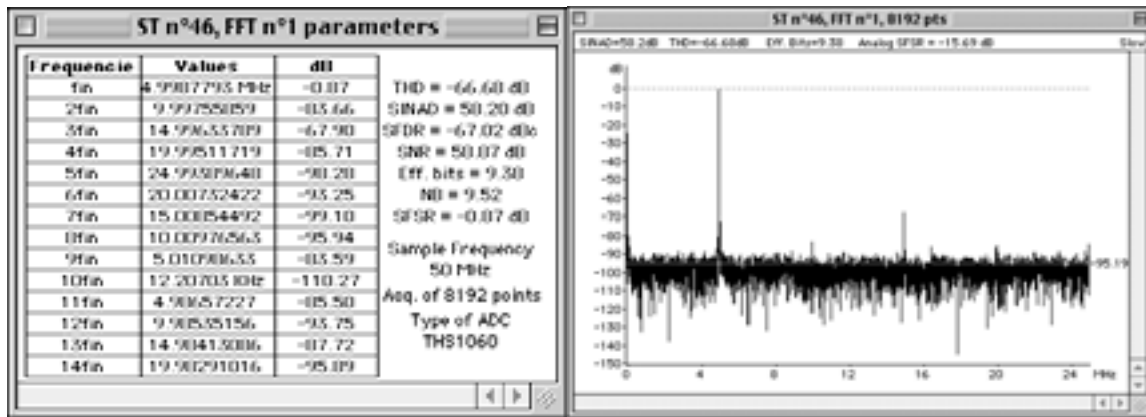 ST n°46, FFT n°1 parameters
Frequencie Values dB
fin 4.9987793 MHz -0.87
2fin 9.99755859 -83.66
3fin 14.99633789 -67.90
4fin 19.99511719 -85.71
5fin 24.99389648 -90.28
6fin 20.00732422 -93.25
7fin 15.00854492 -99.10
8fin 10.00976563 -95.94
9fin 5.01098633 -83.59
10fin 12.20703 KHz -110.27
11fin 4.98657227 -85.50
12fin 9.98535156 -93.75
13fin 14.98413086 -87.72
14fin 19.98291016 -95.89
THD = -66.68 dB
SINAD = 58.20 dB
SFDR = -67.02 dBc
SNR = 58.87 dB
Eff. bits = 9.38
NB = 9.52
SFSR = -0.87 dB
Sample Frequency
50 MHz
Acq. of 8192 points
Type of ADC
THS1060
ST n°46, FFT n°1, 8192 pts
SINAD=58.2dB THD=-66.68dB Eff. Bits=9.38 Analog SFSR = -15.69 dB Slow
dB
0
-10
-20
-30
-40
-50
-60
-70
-80
-90
-100
-110
-120
-130
-140
-150
-95.19
0 4 8 12 16 20 24 MHz